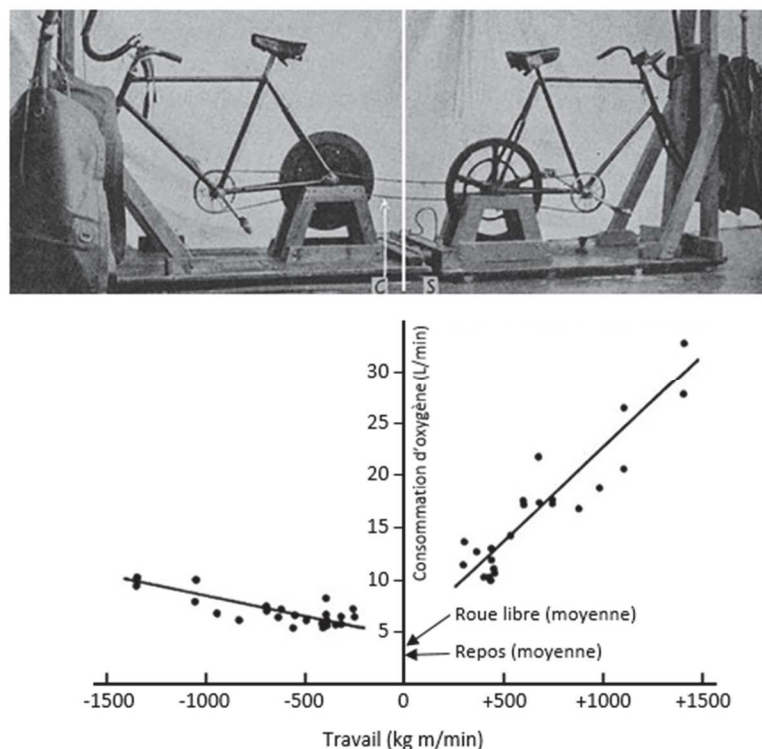 C S
Consommation d'oxygène (L/min)
30
25
20
15
10
5
Roue libre (moyenne)
Repos (moyenne)
-1500 -1000 -500 0 +500 +1000 +1500
Travail (kg m/min)